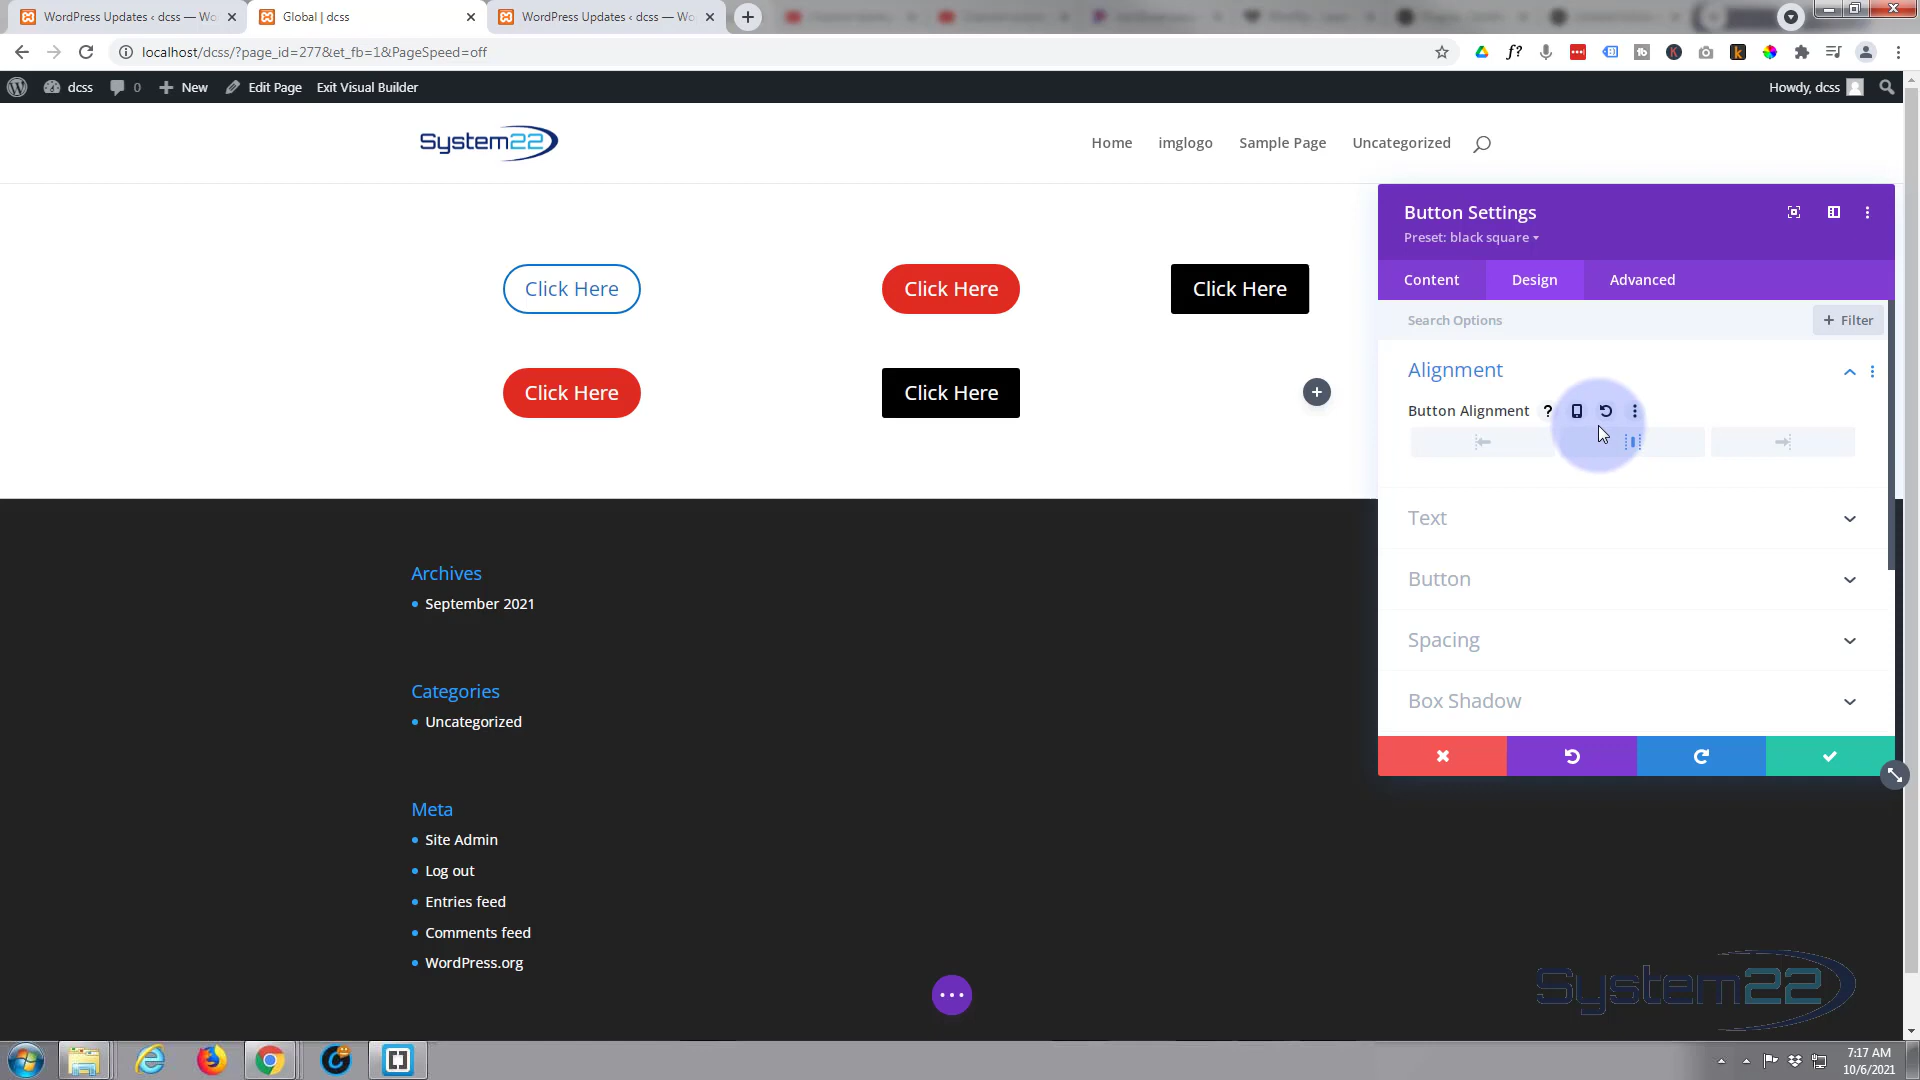 WordPress Updates ‹ dcss — Wo
Global | dcss
WordPress Updates ‹ dcss — Wo
localhost/dcss/?page_id=277&et_fb=1&PageSpeed=off
dcss
0
New
Edit Page
Exit Visual Builder
Howdy, dcss
System22
Home
imglogo
Sample Page
Uncategorized
Button Settings
Preset: black square
Content
Design
Advanced
Search Options
+ Filter
Click Here
Click Here
Click Here
Click Here
Click Here
Alignment
Button Alignment
?
Text
Button
Spacing
Box Shadow
Archives
September 2021
Categories
Uncategorized
Meta
Site Admin
Log out
Entries feed
Comments feed
WordPress.org
System22
7:17 AM
10/6/2021